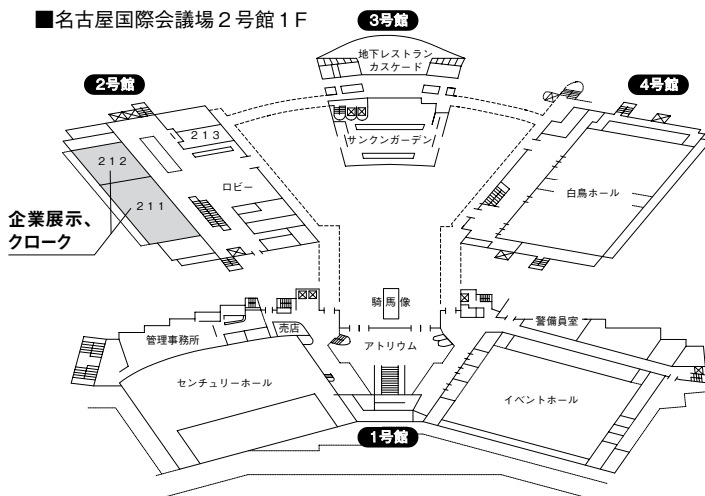 ■名古屋国際会議場２号館１F
3号館
地下レストラン
カスケード
2号館
4号館
サンクンガーデン
２１３
２１２
２１１
ロビー
白鳥ホール
企業展示、
クローク
騎馬像
警備員室
売店
管理事務所
アトリウム
センチュリーホール
イベントホール
1号館